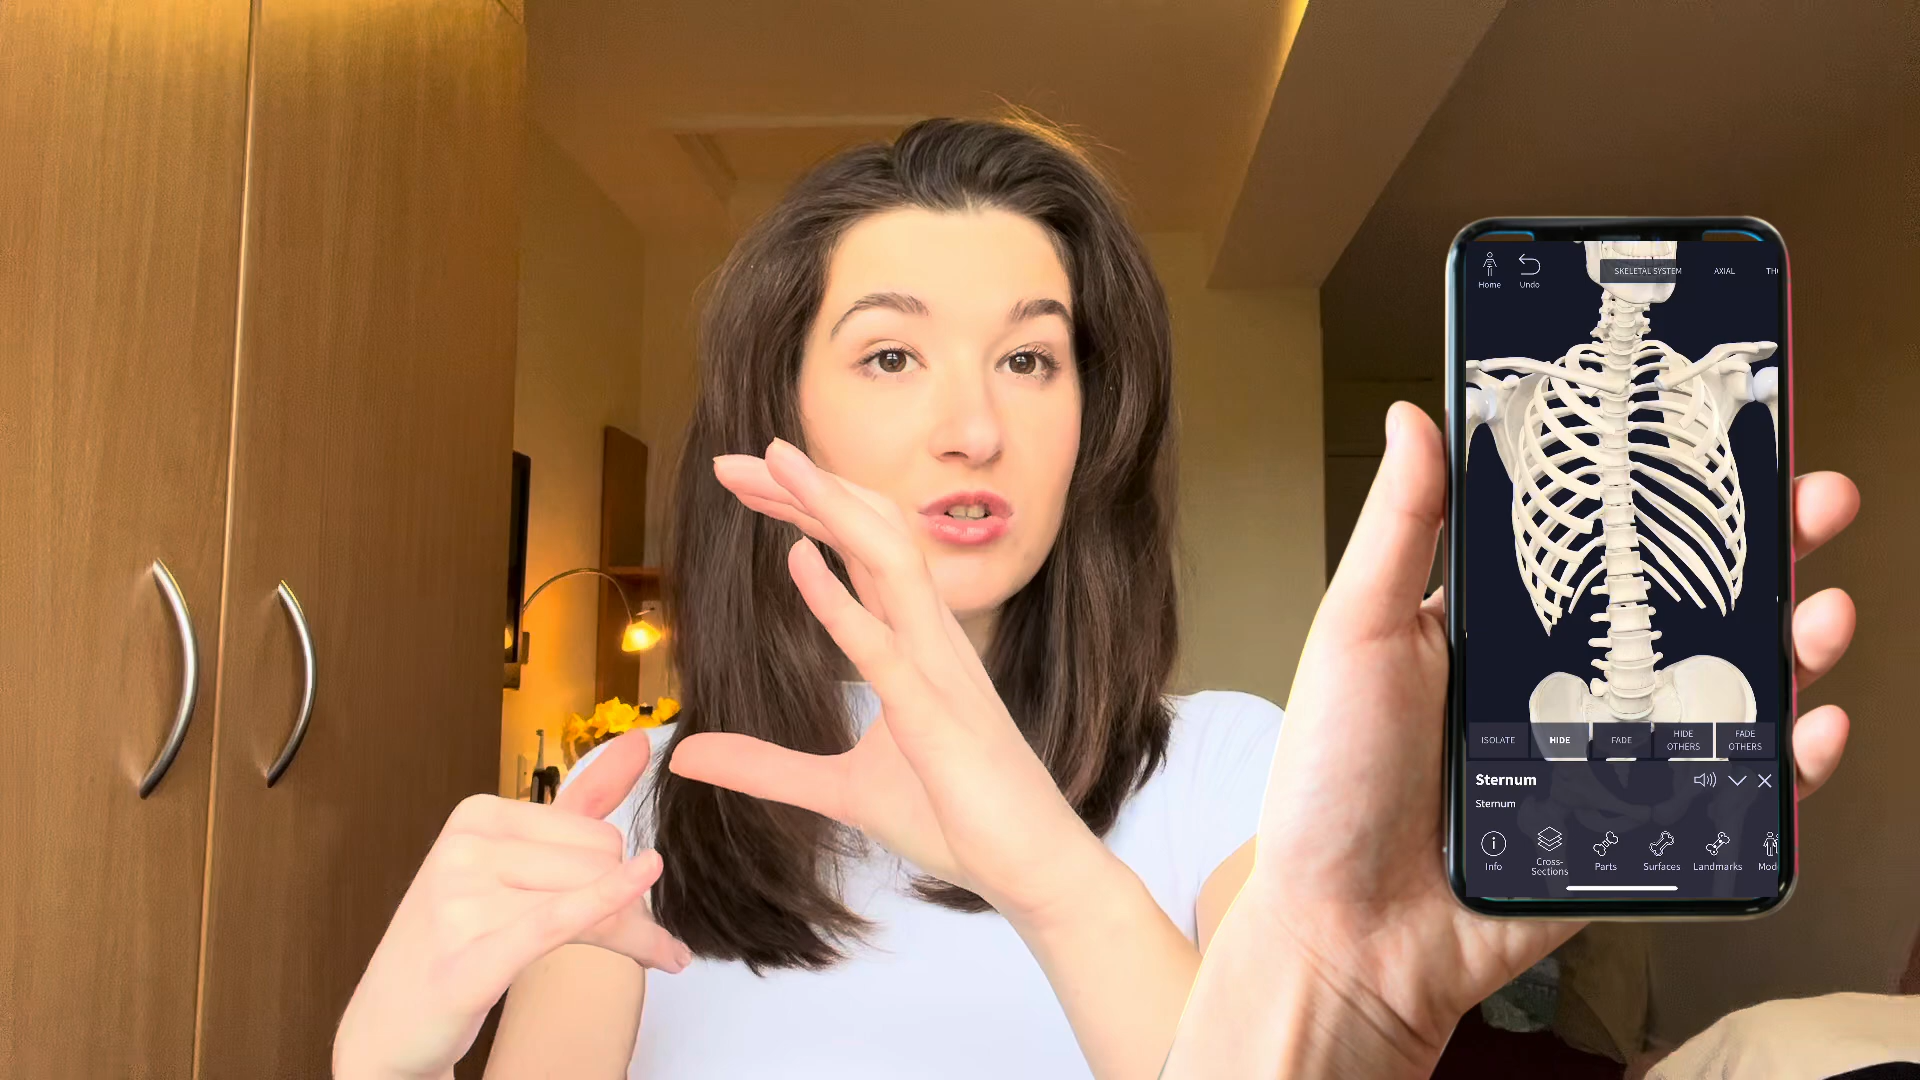 SKELETAL SYSTEM
AXIAL
Home
Undo
ISOLATE
HIDE
FADE
HIDE
OTHERS
FADE
OTHERS
Sternum
Sternum
Info
Cross-
Sections
Parts
Surfaces
Landmarks